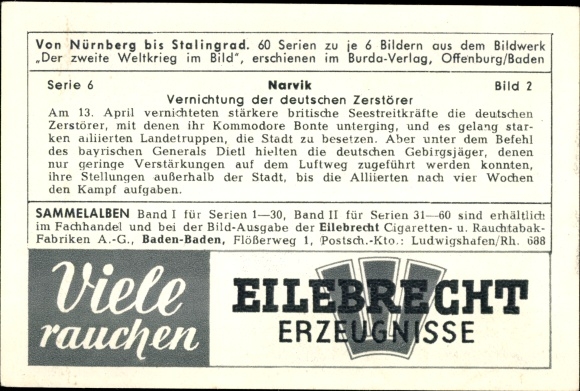 Von Nürnberg bis Stalingrad. 60 Serien zu je 6 Bildern aus dem Bildwerk
„Der zweite Weltkrieg im Bild", erschienen im Burda-Verlag, Offenburg/Baden
Serie 6 Narvik Bild 2
Vernichtung der deutschen Zerstörer
Am 13. April vernichteten stärkere britische Seestreitkräfte die deutschen
Zerstörer, mit denen ihr Kommodore Bonte unterging, und es gelang star-
ken alliierten Landetruppen, die Stadt zu besetzen. Aber unter dem Befehl
des bayrischen Generals Dietl hielten die deutschen Gebirgsjäger, denen
nur geringe Verstärkungen auf dem Luftweg zugeführt werden konnten,
ihre Stellungen außerhalb der Stadt, bis die Alliierten nach vier Wochen
den Kampf aufgaben.
SAMMELALBEN Band I für Serien 1—30, Band II für Serien 31—60 sind erhältlich
im Fachhandel und bei der Bild-Ausgabe der Eilebrecht Cigaretten- u. Rauchtabak-
Fabriken A.-G., Baden-Baden, Flößerweg 1, Postsch.-Kto.: Ludwigshafen/Rh. 688
Viele
rauchen
W
EILEBRECHT
ERZEUGNISSE